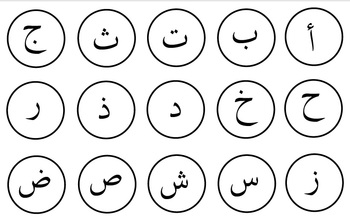 أ ب ت ث ج
ح خ د ذ ر
ز س ش ص ض